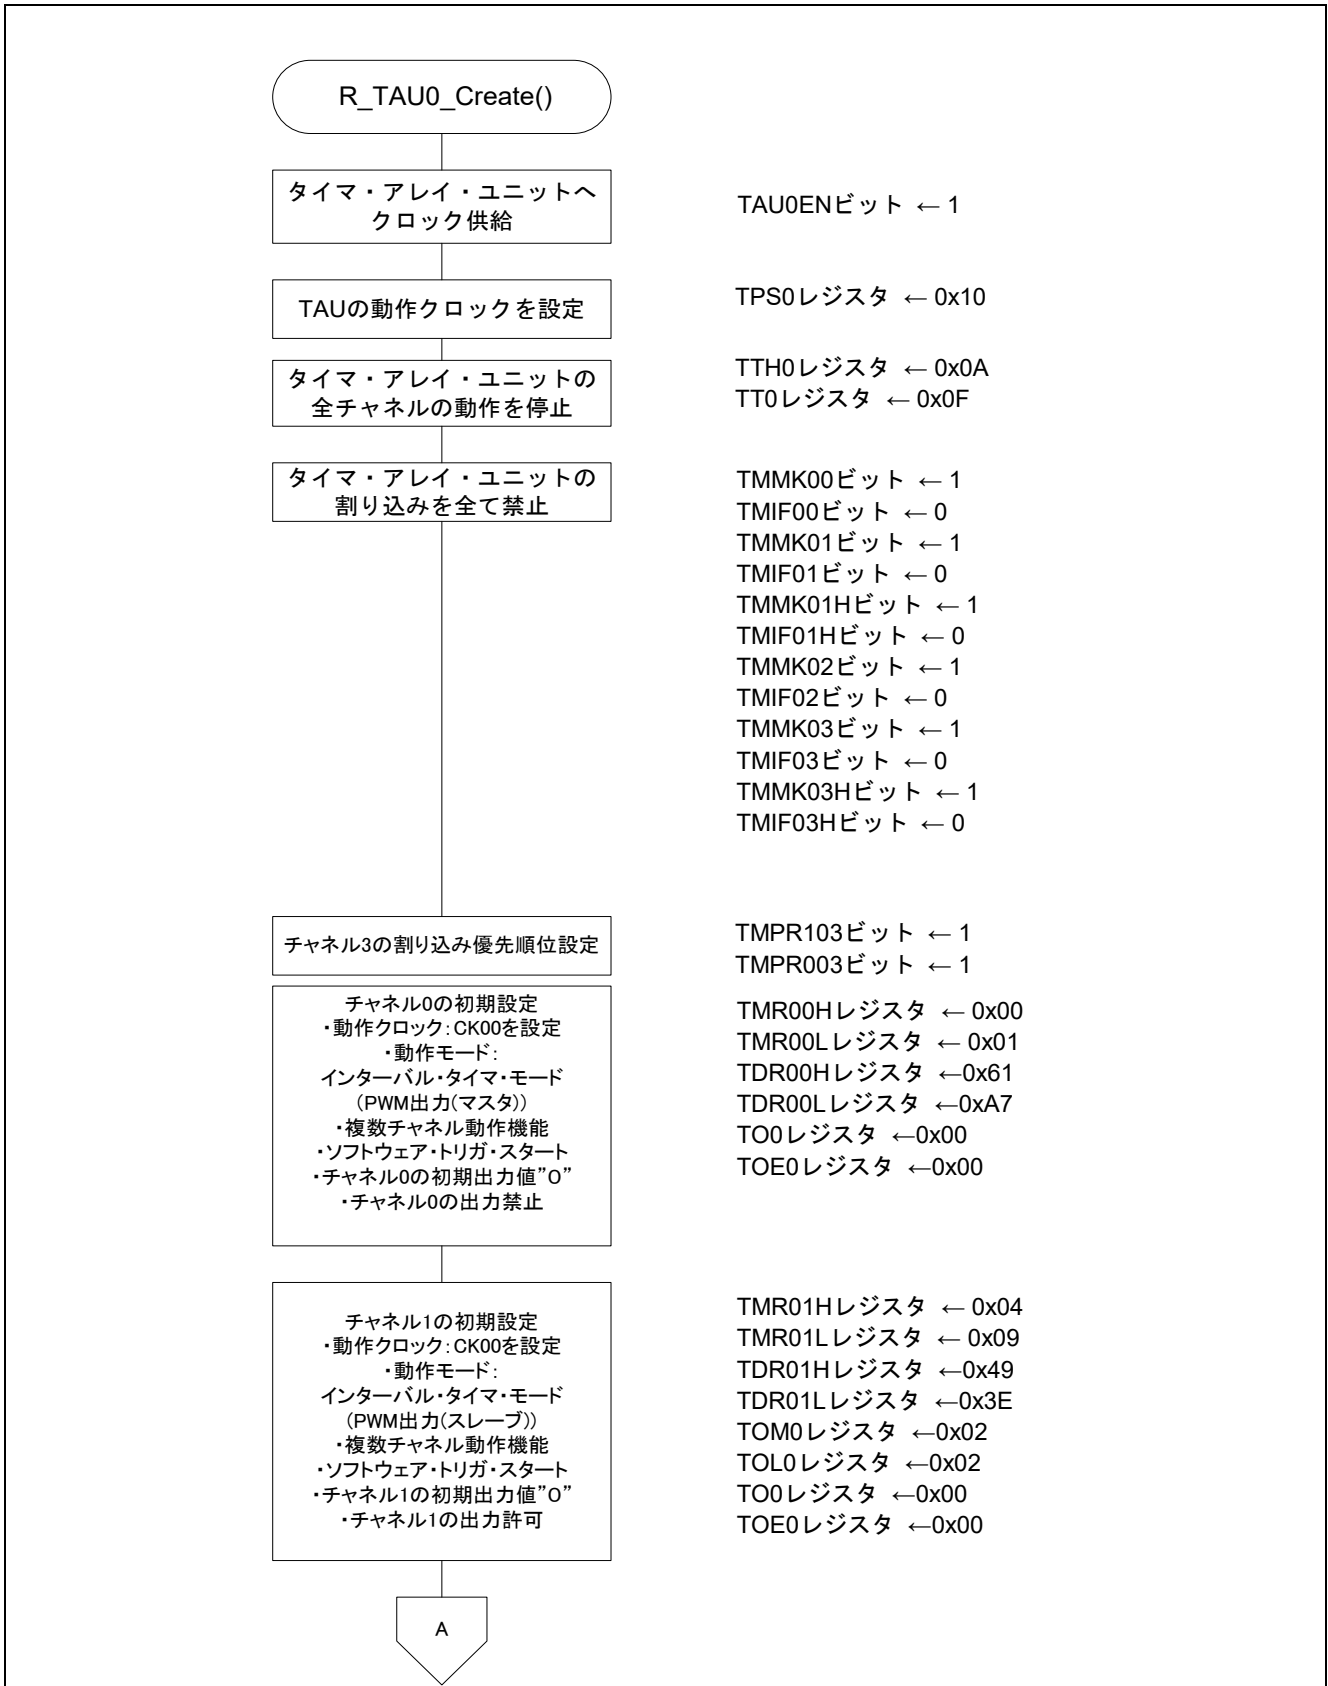 R_TAU0_Create()
タイマ・アレイ・ユニットへ
クロック供給
TAU0ENビット ← 1
TAUの動作クロックを設定
TPS0レジスタ ← 0x10
タイマ・アレイ・ユニットの
全チャネルの動作を停止
TTH0レジスタ ← 0x0A
TT0レジスタ ← 0x0F
タイマ・アレイ・ユニットの
割り込みを全て禁止
TMMK00ビット ← 1
TMIF00ビット ← 0
TMMK01ビット ← 1
TMIF01ビット ← 0
TMMK01Hビット ← 1
TMIF01Hビット ← 0
TMMK02ビット ← 1
TMIF02ビット ← 0
TMMK03ビット ← 1
TMIF03ビット ← 0
TMMK03Hビット ← 1
TMIF03Hビット ← 0
チャネル3の割り込み優先順位設定
TMPR103ビット ← 1
TMPR003ビット ← 1
チャネル0の初期設定
・動作クロック：CK00を設定
・動作モード：
インターバル・タイマ・モード
（PWM出力(マスタ)）
・複数チャネル動作機能
・ソフトウェア・トリガ・スタート
・チャネル0の初期出力値”0”
・チャネル0の出力禁止
TMR00Hレジスタ ← 0x00
TMR00Lレジスタ ← 0x01
TDR00Hレジスタ ←0x61
TDR00Lレジスタ ←0xA7
TO0レジスタ ←0x00
TOE0レジスタ ←0x00
チャネル1の初期設定
・動作クロック：CK00を設定
・動作モード：
インターバル・タイマ・モード
（PWM出力(スレーブ)）
・複数チャネル動作機能
・ソフトウェア・トリガ・スタート
・チャネル1の初期出力値”0”
・チャネル1の出力許可
TMR01Hレジスタ ← 0x04
TMR01Lレジスタ ← 0x09
TDR01Hレジスタ ←0x49
TDR01Lレジスタ ←0x3E
TOM0レジスタ ←0x02
TOL0レジスタ ←0x02
TO0レジスタ ←0x00
TOE0レジスタ ←0x00
A